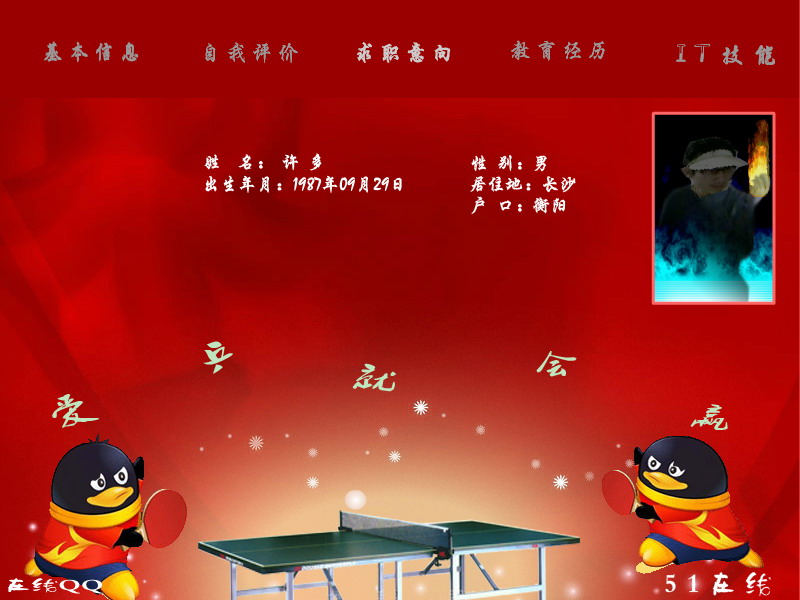 基本信息 自我评价 求职意向 教育经历 IT技能
姓 名： 许 多 性 别：男
出生年月：1987年09月29日 居住地：长沙
户 口：衡阳
爱 乒 就 会 赢
在线QQ 51在线